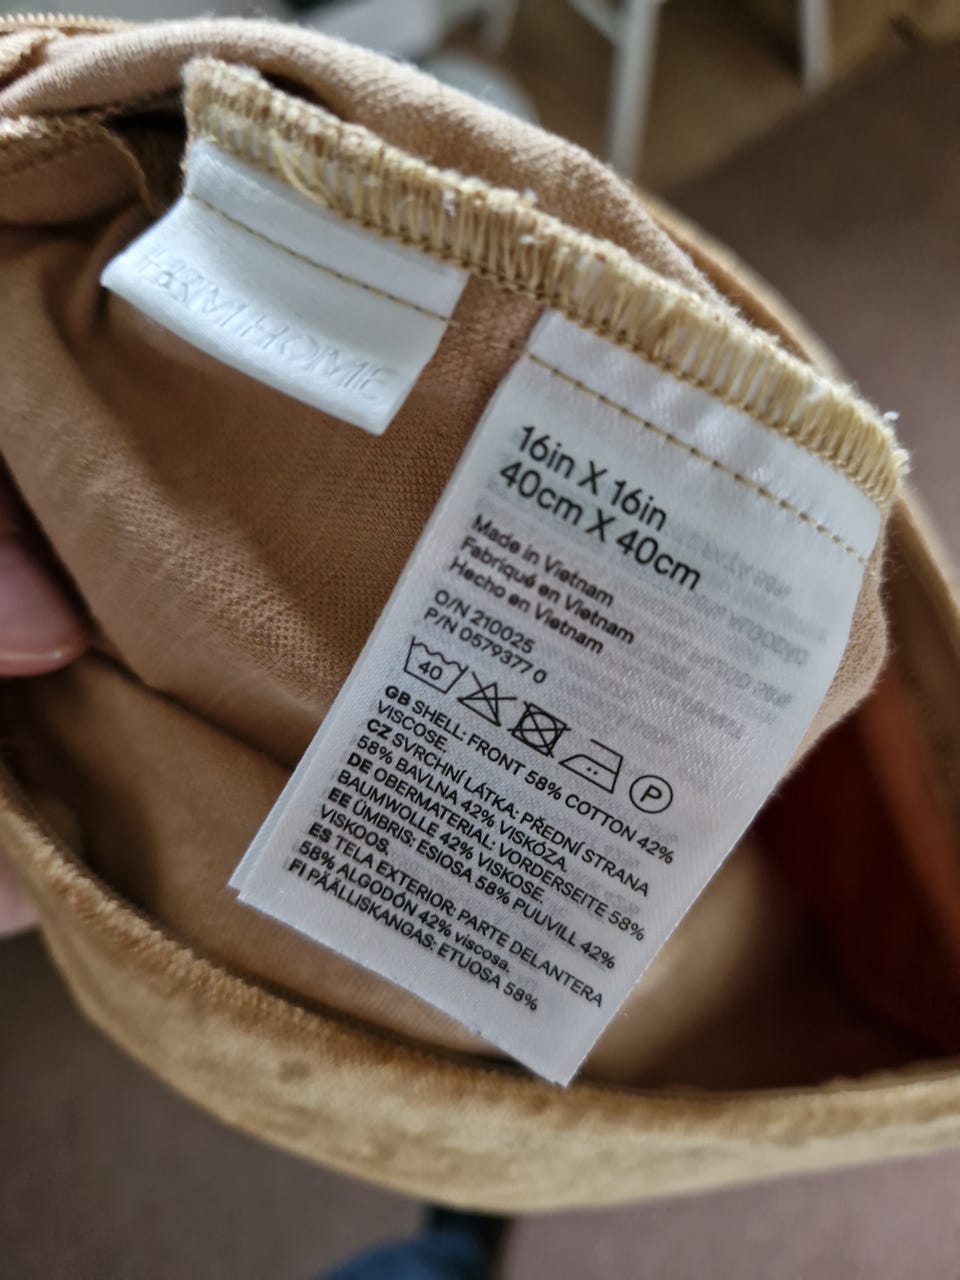 H&M HOME
16in X 16in
40cm X 40cm
Made in Vietnam
Fabriqué en Vietnam
Hecho en Vietnam
O/N 210025
P/N 0579377 0
40
P
GB SHELL: FRONT 58% COTTON 42%
VISCOSE.
CZ SVRCHNÍ LÁTKA: PŘEDNÍ STRANA
58% BAVLNA 42% VISKÓZA.
DE OBERMATERIAL: VORDERSEITE 58%
BAUMWOLLE 42% VISKOSE.
EE ÜMBRIS: ESIOSA 58% PUUVILL 42%
VISKOOS.
ES TELA EXTERIOR: PARTE DELANTERA
58% ALGODÓN 42% viscosa.
FI PÄÄLLISKANGAS: ETUOSA 58%